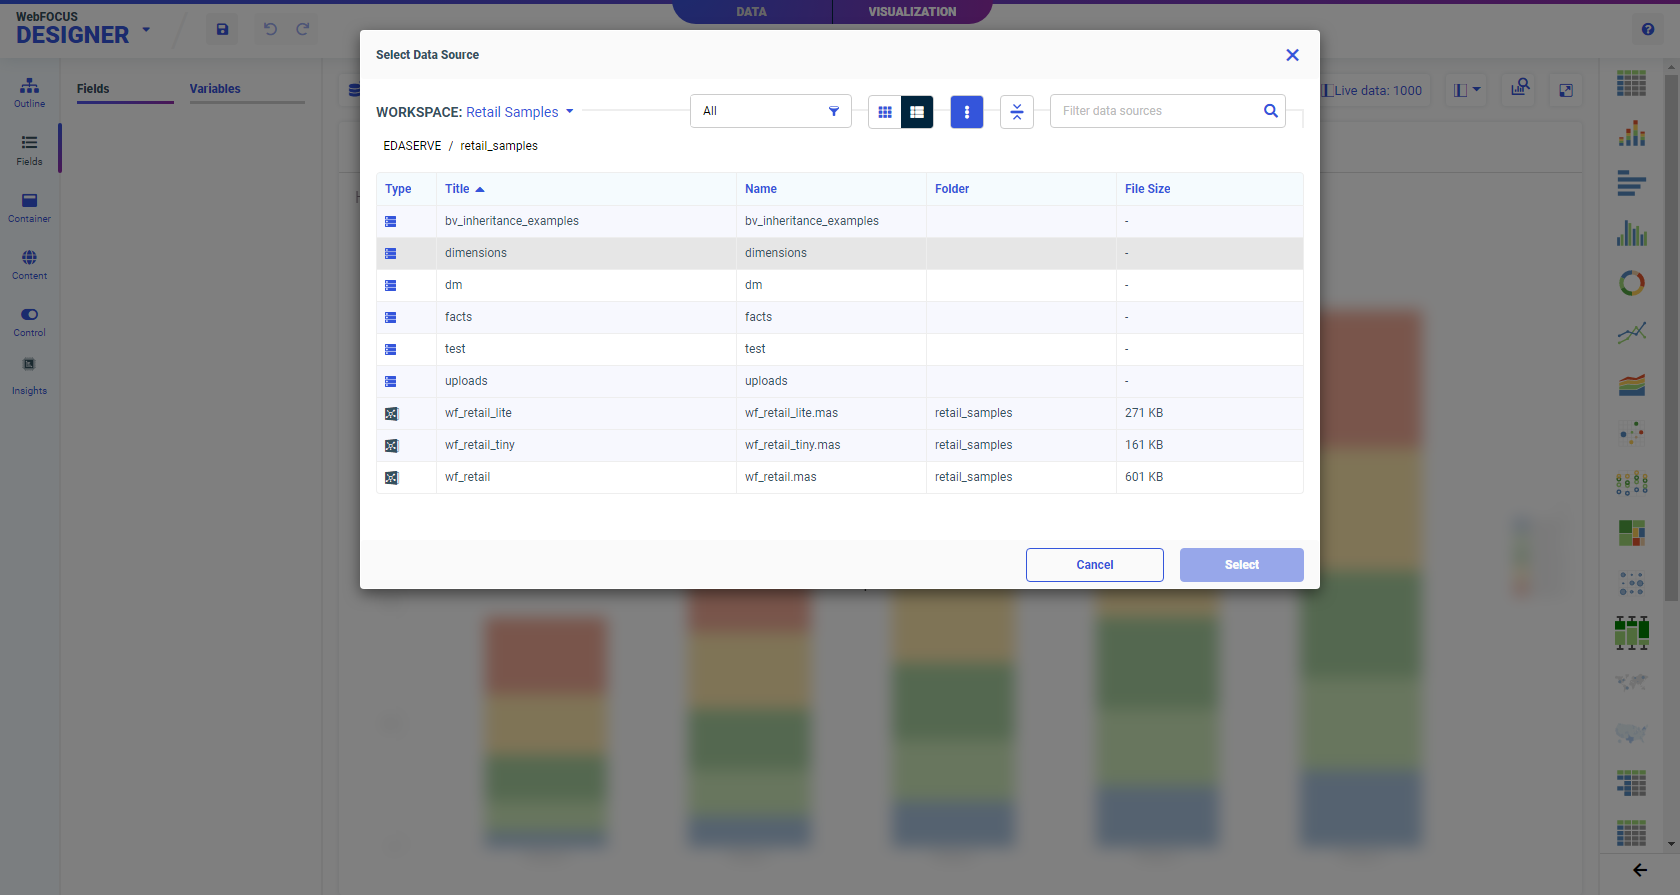 WebFOCUS
DESIGNER
DATA
VISUALIZATION
Outline
Fields
Container
Content
Control
Insights
Fields
Variables
Live data: 1000
Select Data Source
WORKSPACE: Retail Samples
All
Filter data sources
EDASERVE / retail_samples
Type Title Name Folder File Size
bv_inheritance_examples bv_inheritance_examples -
dimensions dimensions -
dm dm -
facts facts -
test test -
uploads uploads -
wf_retail_lite wf_retail_lite.mas retail_samples 271 KB
wf_retail_tiny wf_retail_tiny.mas retail_samples 161 KB
wf_retail wf_retail.mas retail_samples 601 KB
Cancel
Select